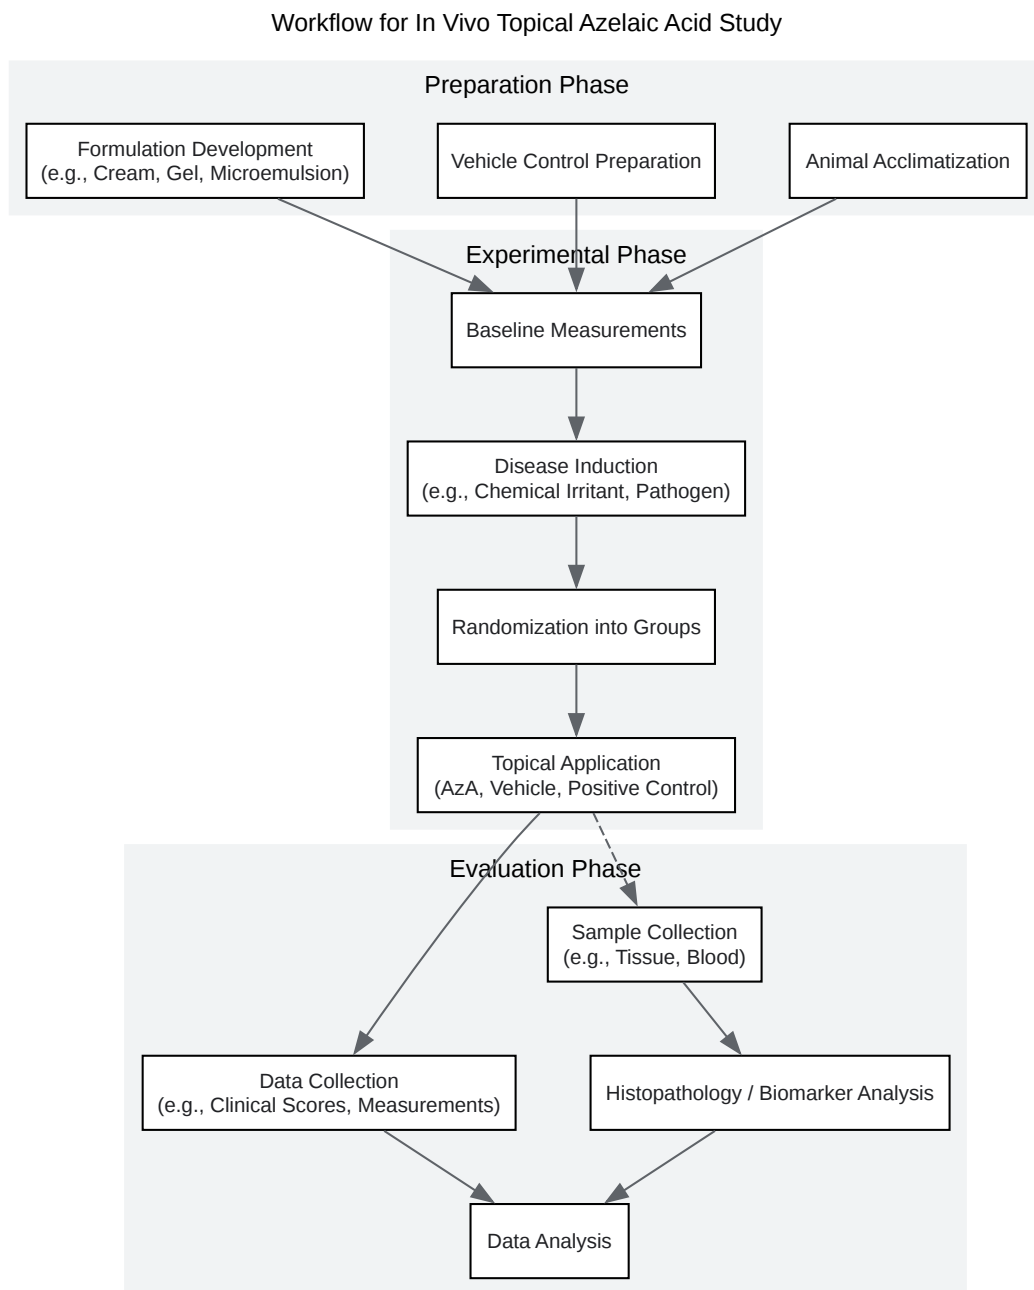 Workflow for In Vivo Topical Azelaic Acid Study
Preparation Phase
Formulation Development
(e.g., Cream, Gel, Microemulsion)
Vehicle Control Preparation
Animal Acclimatization
Experimental Phase
Baseline Measurements
Disease Induction
(e.g., Chemical Irritant, Pathogen)
Randomization into Groups
Topical Application
(AzA, Vehicle, Positive Control)
Evaluation Phase
Sample Collection
(e.g., Tissue, Blood)
Data Collection
(e.g., Clinical Scores, Measurements)
Histopathology / Biomarker Analysis
Data Analysis